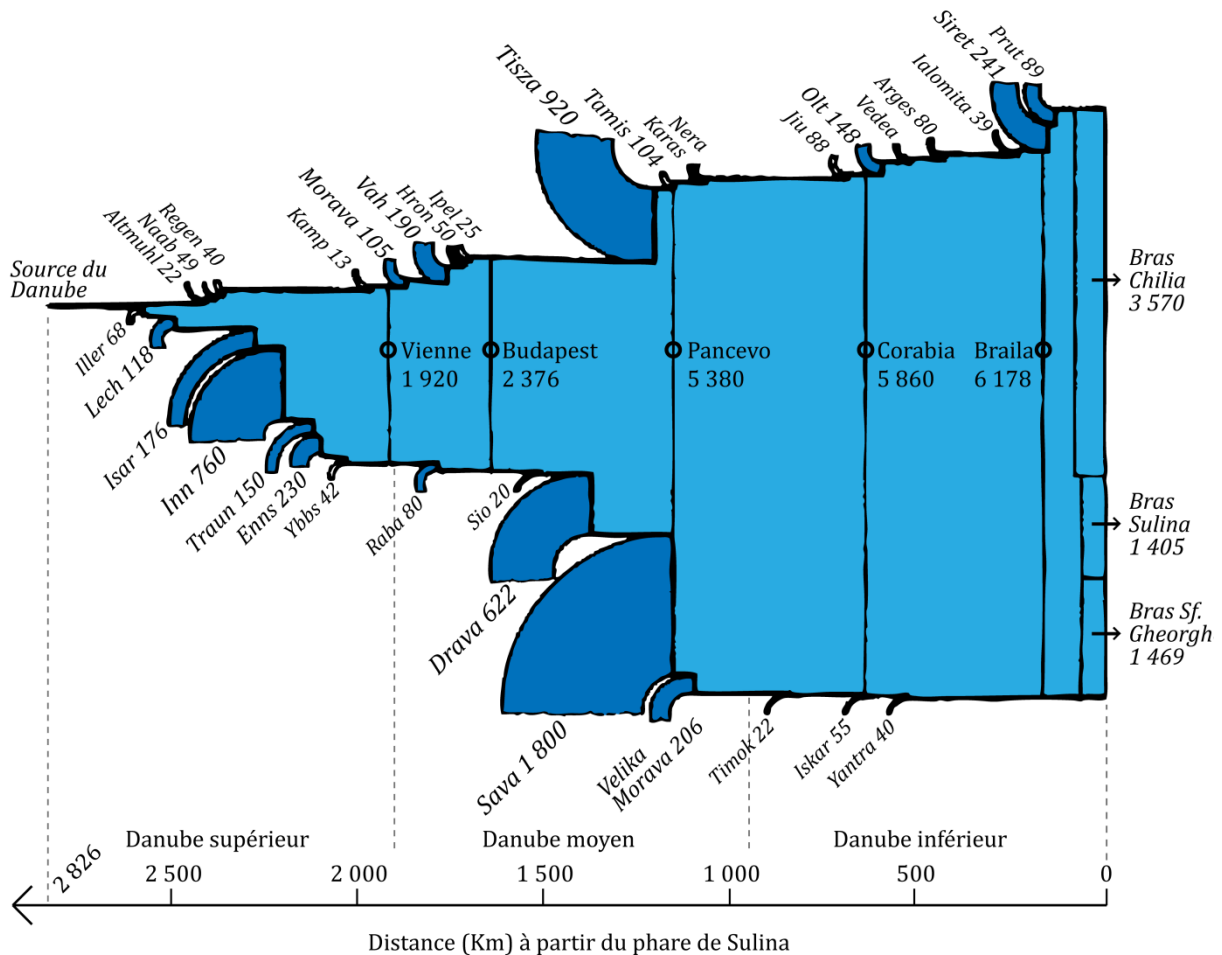 Source du
Danube
Altmuhl 22
Naab 49
Regen 40
Kamp 13
Morava 105
Vah 190
Hron 50
Ipel 25
Tisza 920
Tamis 104
Karas
Nera
Jiu 88
Olt 148
Vedea
Arges 80
Ialomita 39
Siret 241
Prut 89
Iller 68
Lech 118
Isar 176
Inn 760
Traun 150
Enns 230
Ybbs 42
Raba 80
Sio 20
Drava 622
Sava 1 800
Velika
Morava 206
Timok 22
Iskar 55
Yantra 40
Vienne
1 920
Budapest
2 376
Pancevo
5 380
Corabia
5 860
Braila
6 178
Bras
Chilia
3 570
Bras
Sulina
1 405
Bras Sf.
Gheorgh
1 469
Danube supérieur
Danube moyen
Danube inférieur
2 826
2 500
2 000
1 500
1 000
500
0
Distance (Km) à partir du phare de Sulina